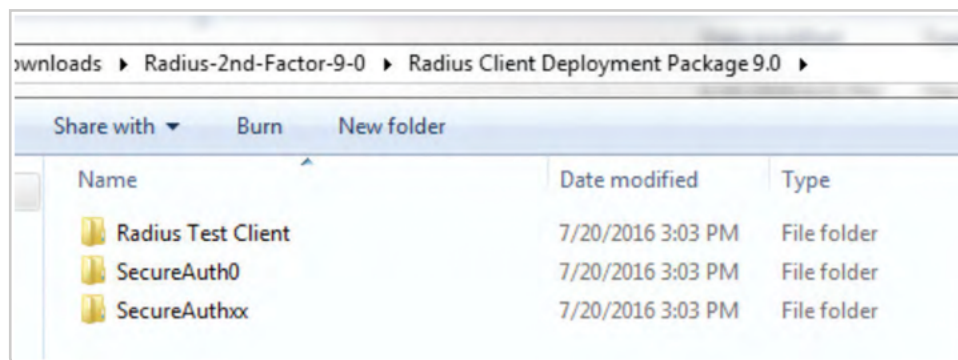 ownloads ▸ Radius-2nd-Factor-9-0 ▸ Radius Client Deployment Package 9.0 ▸
Share with ▾ Burn New folder
Name Date modified Type
Radius Test Client 7/20/2016 3:03 PM File folder
SecureAuth0 7/20/2016 3:03 PM File folder
SecureAuthxx 7/20/2016 3:03 PM File folder